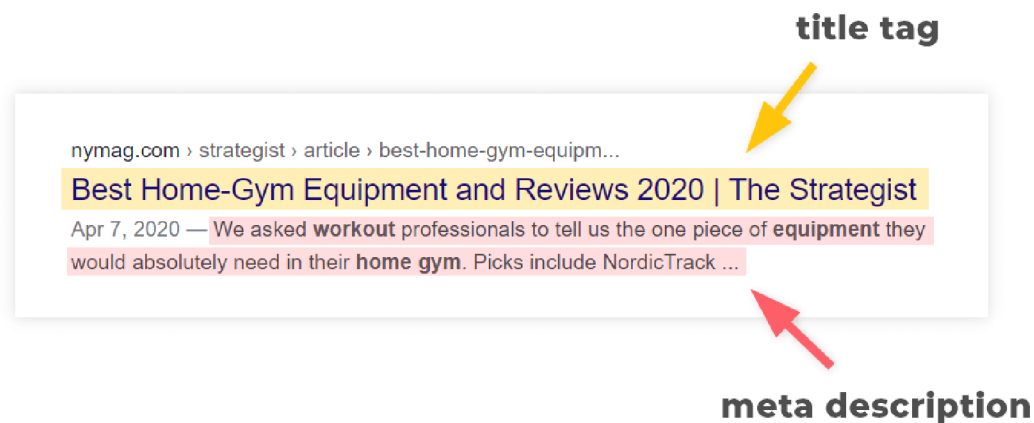 title tag
nymag.com › strategist › article › best-home-gym-equipm...
Best Home-Gym Equipment and Reviews 2020 | The Strategist
Apr 7, 2020 — We asked workout professionals to tell us the one piece of equipment they
would absolutely need in their home gym. Picks include NordicTrack ...
meta description